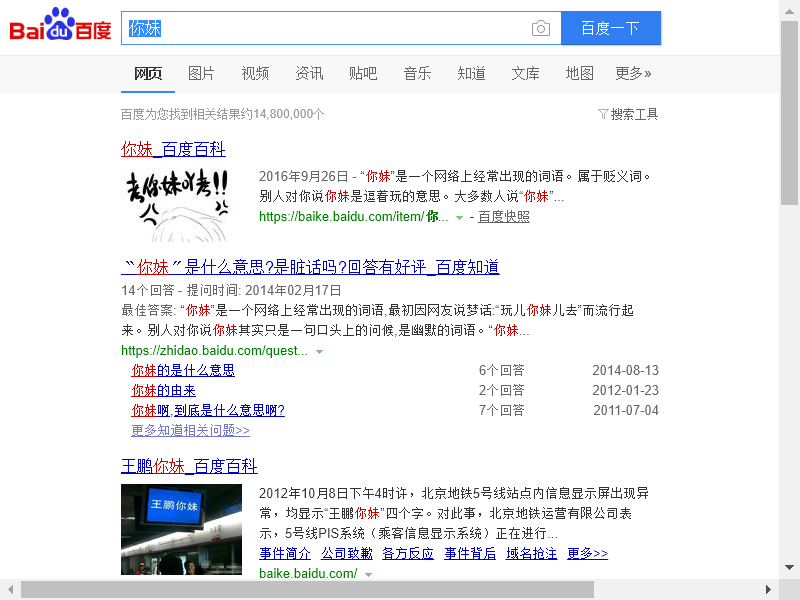 Bai du 百度 你妹 百度一下
网页 图片 视频 资讯 贴吧 音乐 知道 文库 地图 更多»
百度为您找到相关结果约14,800,000个 搜索工具
你妹_百度百科
考你妹吖考!!
2016年9月26日 - “你妹”是一个网络上经常出现的词语。属于贬义词。
别人对你说你妹是逗着玩的意思。大多数人说“你妹”...
https://baike.baidu.com/item/你... - 百度快照
〝你妹〞是什么意思?是脏话吗?回答有好评_百度知道
14个回答 - 提问时间: 2014年02月17日
最佳答案: “你妹”是一个网络上经常出现的词语,最初因网友说梦话:“玩儿你妹儿去”而流行起
来。别人对你说你妹其实只是一句口头上的问候,是幽默的词语。“你妹...
https://zhidao.baidu.com/quest...
你妹的是什么意思 6个回答 2014-08-13
你妹的由来 2个回答 2012-01-23
你妹啊,到底是什么意思啊? 7个回答 2011-07-04
更多知道相关问题>>
王鹏你妹_百度百科
王鹏你妹
2012年10月8日下午4时许，北京地铁5号线站点内信息显示屏出现异
常，均显示“王鹏你妹”四个字。对此事，北京地铁运营有限公司表
示，5号线PIS系统（乘客信息显示系统）正在进行...
事件简介 公司致歉 各方反应 事件背后 域名抢注 更多>>
baike.baidu.com/